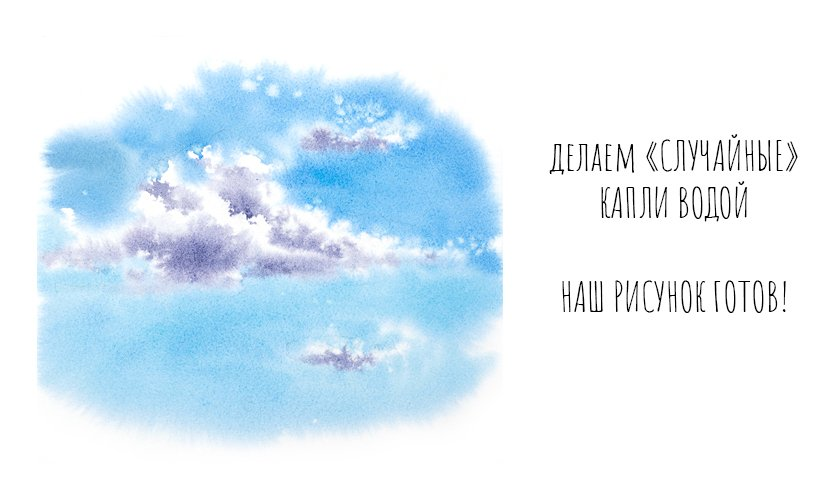 делаем «СЛУЧАЙНЫЕ»
КАПЛИ ВОДОЙ
НАШ РИСУНОК ГОТОВ!